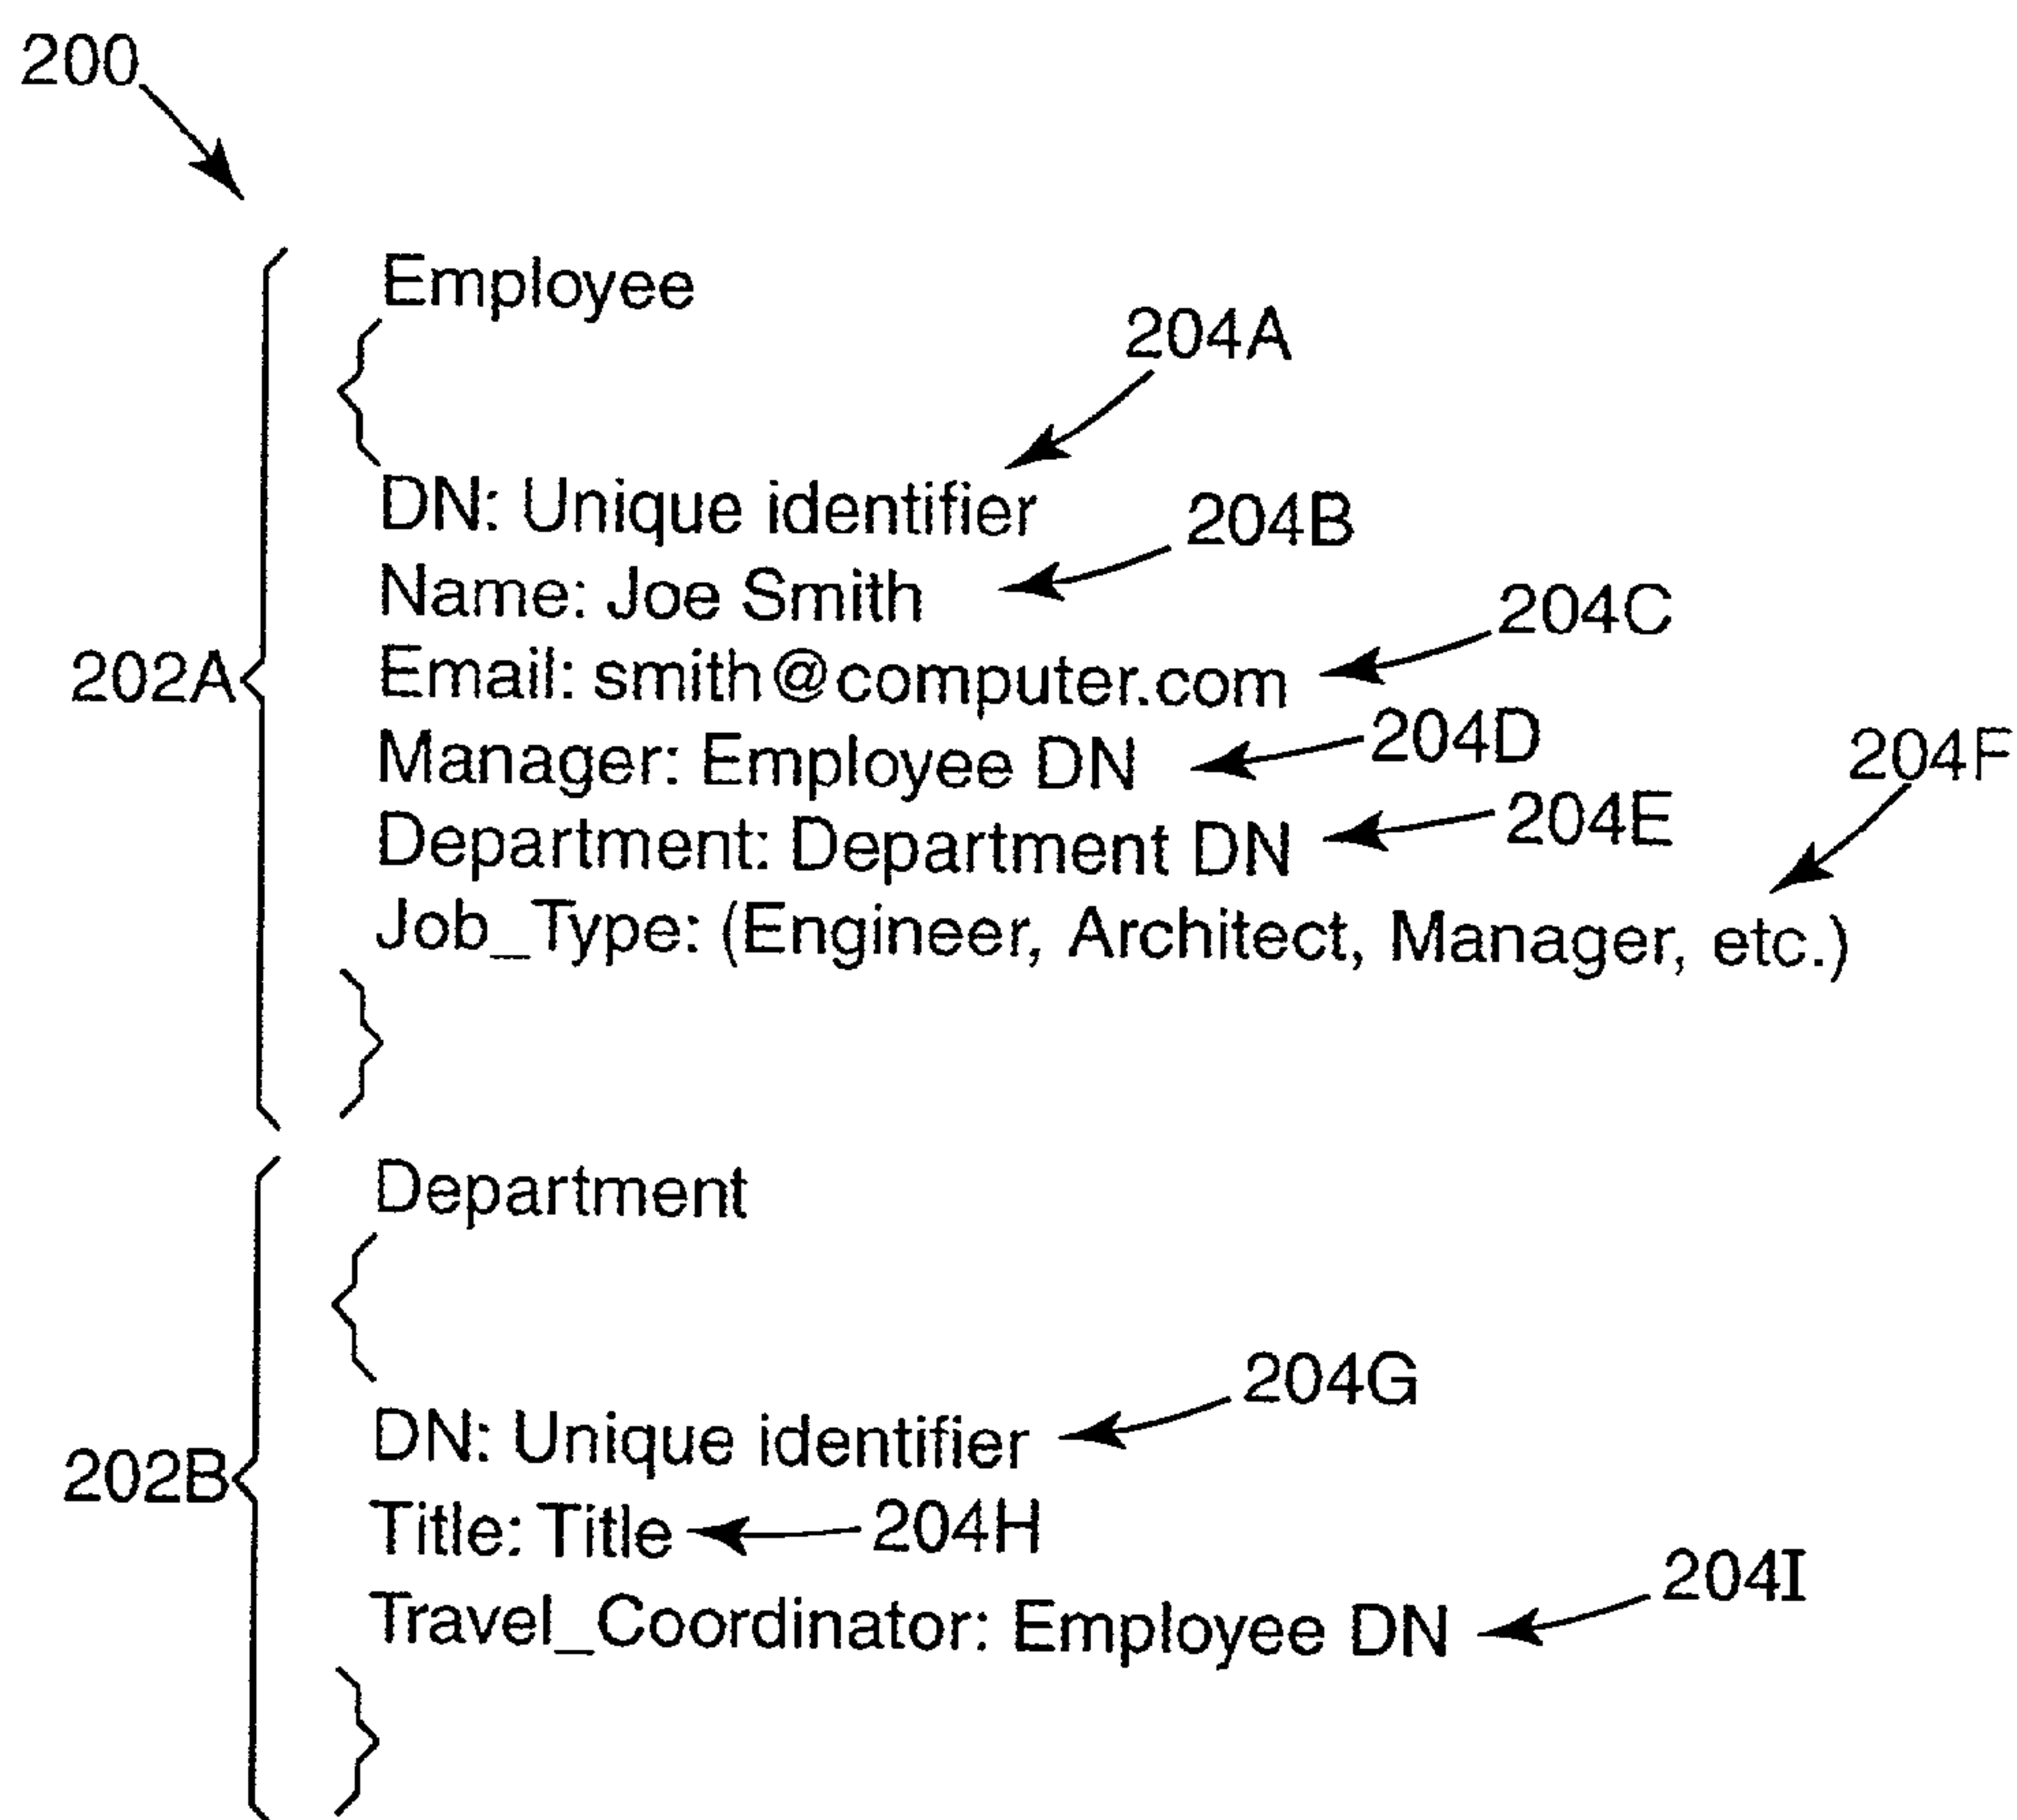 200
Employee
{
204A
DN: Unique identifier
204B
Name: Joe Smith
204C
Email: smith@computer.com
202A
204D
Manager: Employee DN
204F
204E
Department: Department DN
Job_Type: (Engineer, Architect, Manager, etc.)
}
Department
{
204G
DN: Unique identifier
202B
Title: Title
204H
204I
Travel_Coordinator: Employee DN
}